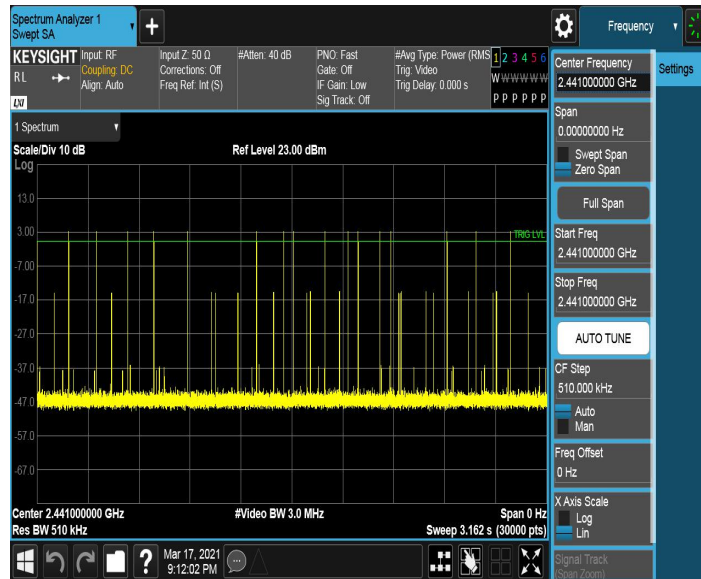 Spectrum Analyzer 1
Swept SA
+
Frequency
KEYSIGHT
Input: RF
Input Z: 50 Ω
#Atten: 40 dB
PNO: Fast
#Avg Type: Power (RMS
1 2 3 4 5 6
RL
Coupling: DC
Corrections: Off
Gate: Off
Trig: Video
W W W W W W
Align: Auto
Freq Ref: Int (S)
IF Gain: Low
Trig Delay: 0.000 s
Sig Track: Off
P P P P P P
LXI
1 Spectrum
Scale/Div 10 dB
Ref Level 23.00 dBm
Log
13.0
3.00
TRIG LVL
-7.00
-17.0
-27.0
-37.0
-47.0
-57.0
-67.0
Center 2.441000000 GHz
#Video BW 3.0 MHz
Span 0 Hz
Res BW 510 kHz
Sweep 3.162 s (30000 pts)
Mar 17, 2021
9:12:02 PM
?
Center Frequency
2.441000000 GHz
Settings
Span
0.00000000 Hz
Swept Span
Zero Span
Full Span
Start Freq
2.441000000 GHz
Stop Freq
2.441000000 GHz
AUTO TUNE
CF Step
510.000 kHz
Auto
Man
Freq Offset
0 Hz
X Axis Scale
Log
Lin
Signal Track
(Span Zoom)